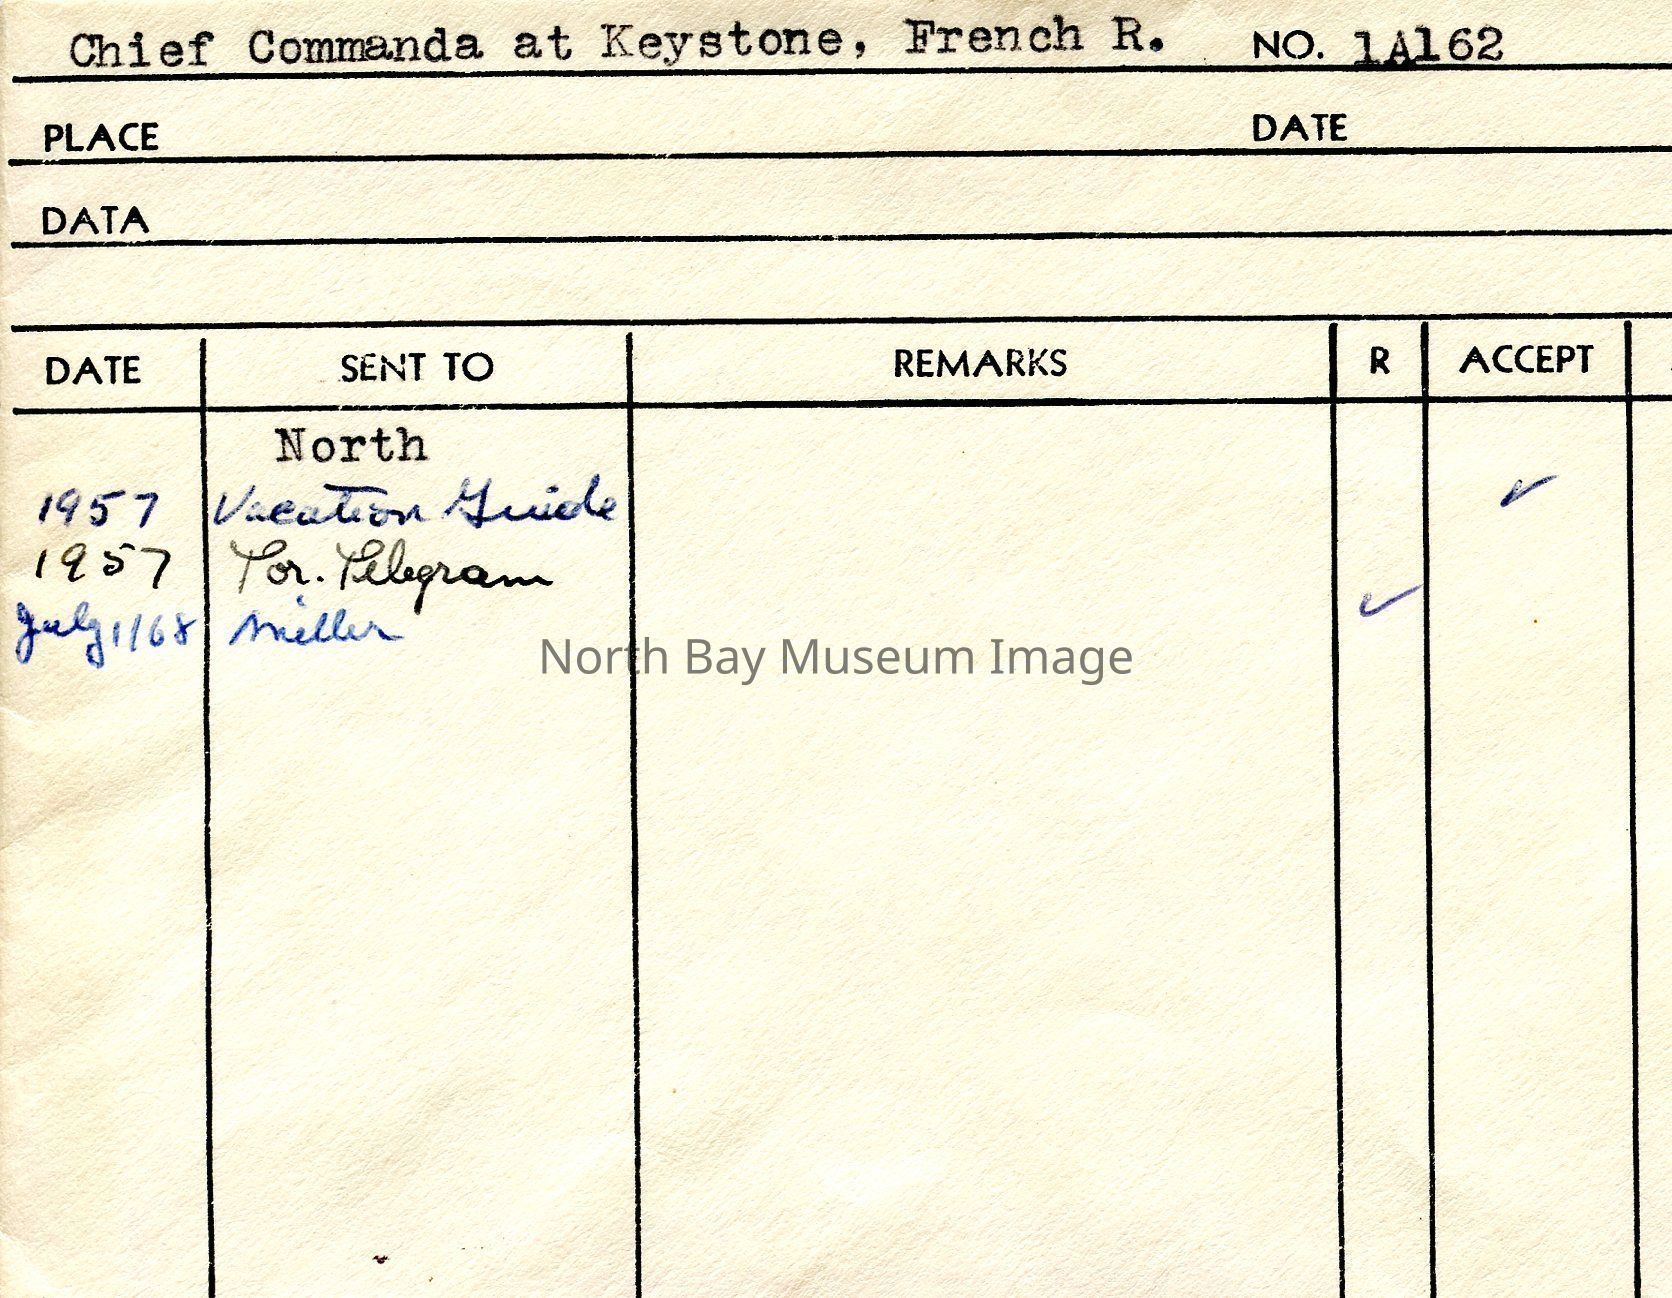 Chief Commanda at Keystone, French R. NO. 1A162
PLACE DATE
DATA
DATE SENT TO REMARKS R ACCEPT
North
1957 Vacation Guide ✓
1957 Tor. Telegram
July 1/68 Miller ✓
North Bay Museum Image